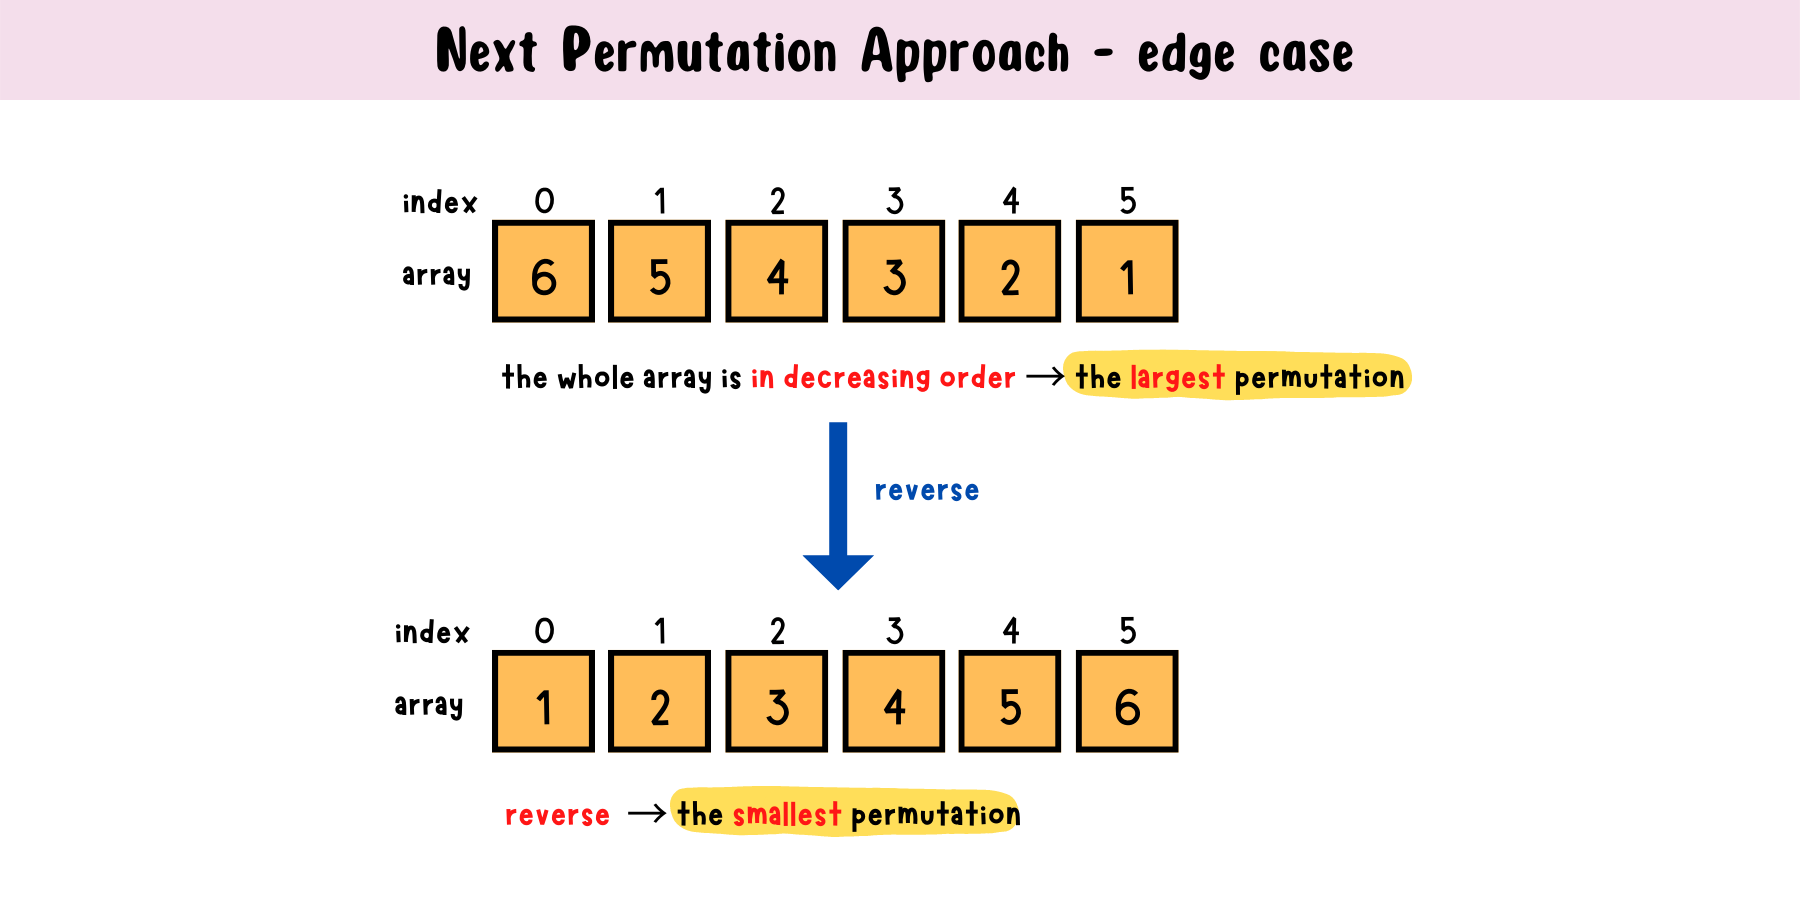 Next Permutation Approach - edge case
index 0 1 2 3 4 5
array 6 5 4 3 2 1
the whole array is in decreasing order → the largest permutation
reverse
index 0 1 2 3 4 5
array 1 2 3 4 5 6
reverse → the smallest permutation